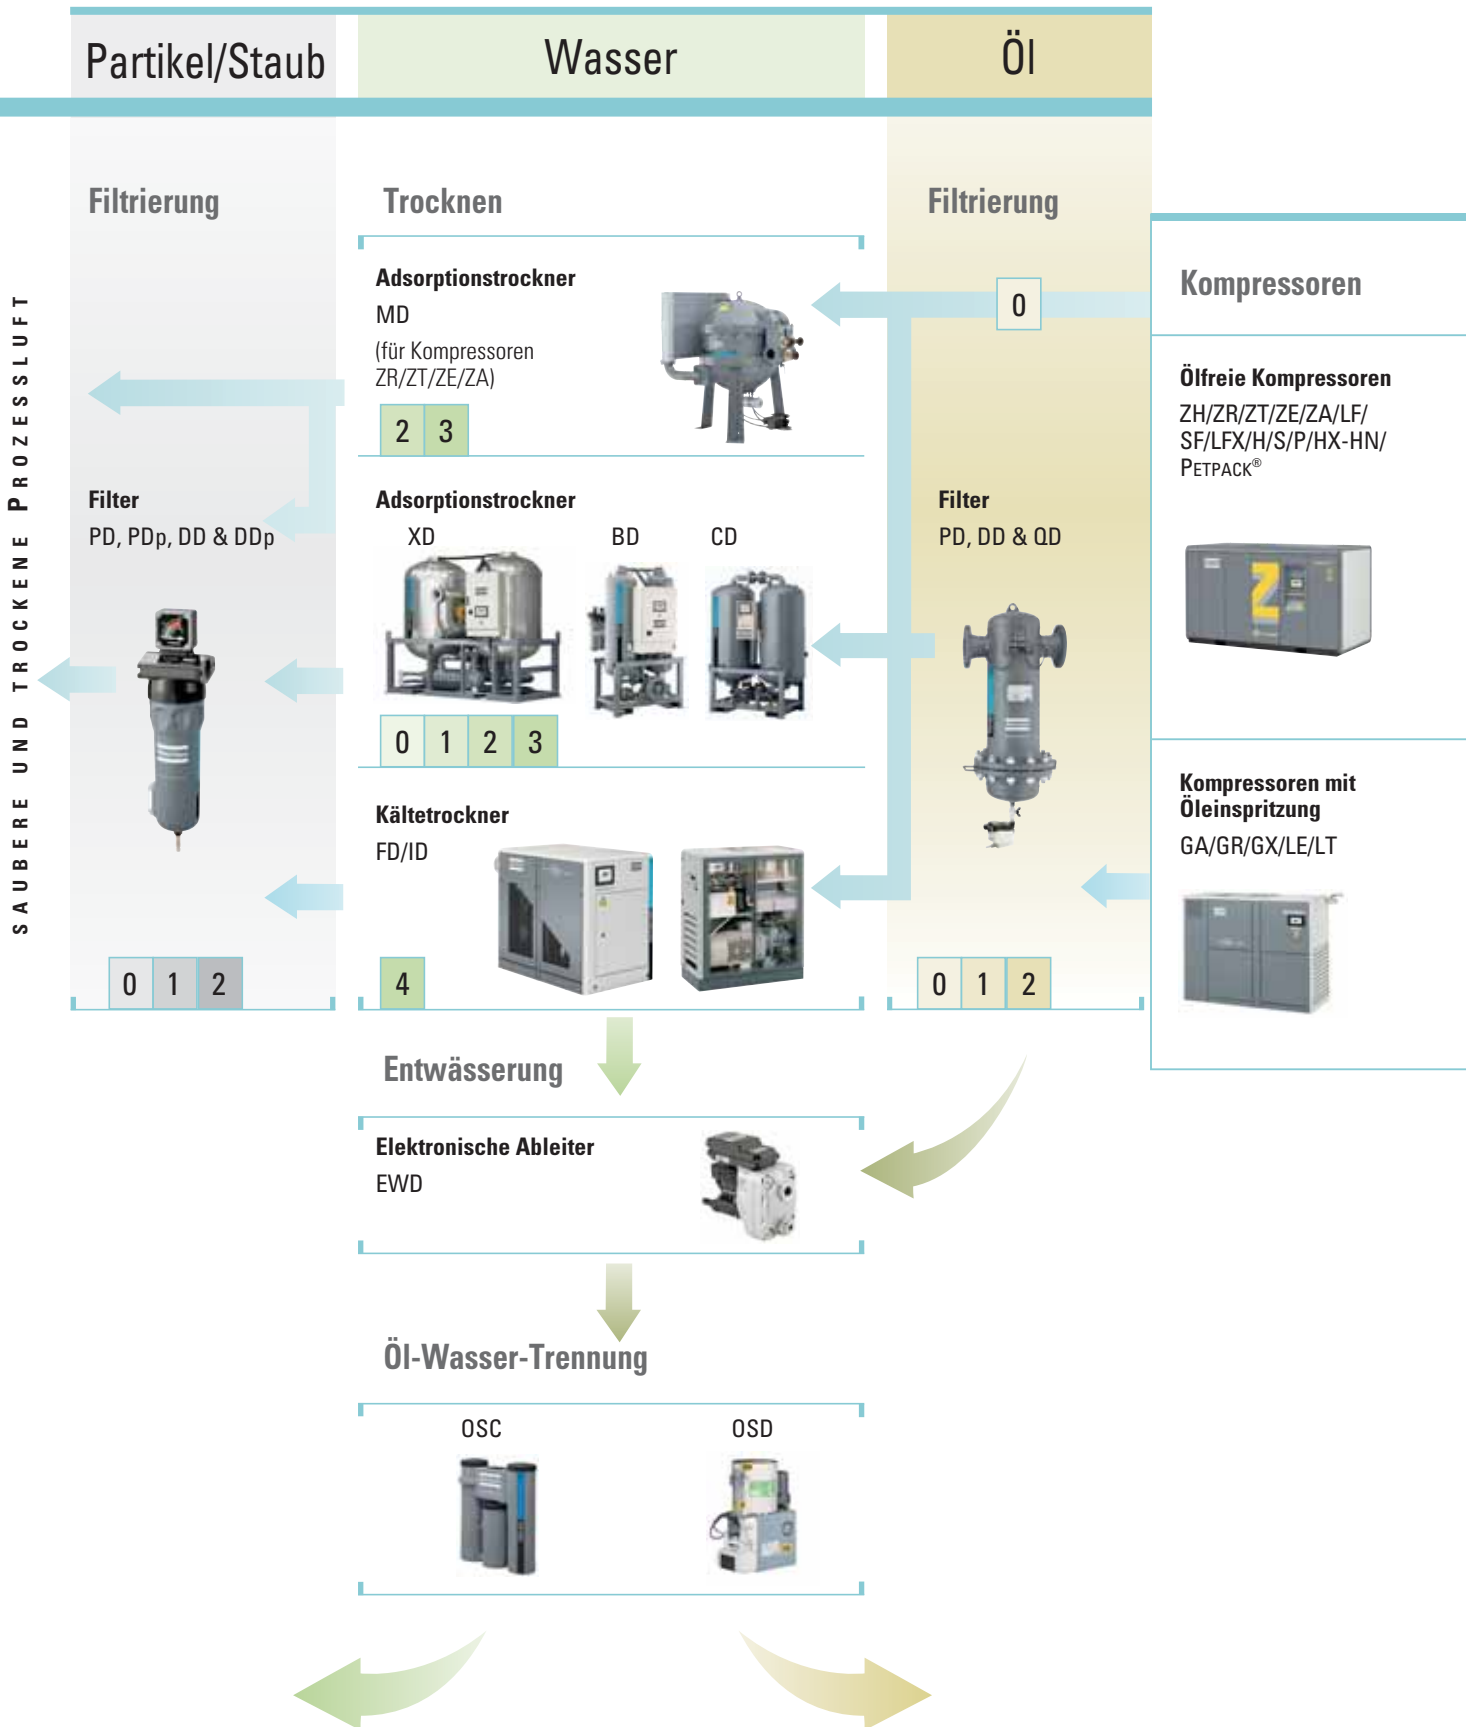 Partikel/Staub
Wasser
Öl
SAUBERE UND TROCKENE PROZESSLUFT
Filtrierung
Filter
PD, PDp, DD & DDp
0 1 2
Trocknen
Adsorptionstrockner
MD
(für Kompressoren
ZR/ZT/ZE/ZA)
2 3
Adsorptionstrockner
XD BD CD
0 1 2 3
Kältetrockner
FD/ID
4
Filtrierung
0
Filter
PD, DD & QD
0 1 2
Kompressoren
Ölfreie Kompressoren
ZH/ZR/ZT/ZE/ZA/LF/
SF/LFX/H/S/P/HX-HN/
PETPACK®
Z
Kompressoren mit
Öleinspritzung
GA/GR/GX/LE/LT
Entwässerung
Elektronische Ableiter
EWD
Öl-Wasser-Trennung
OSC OSD